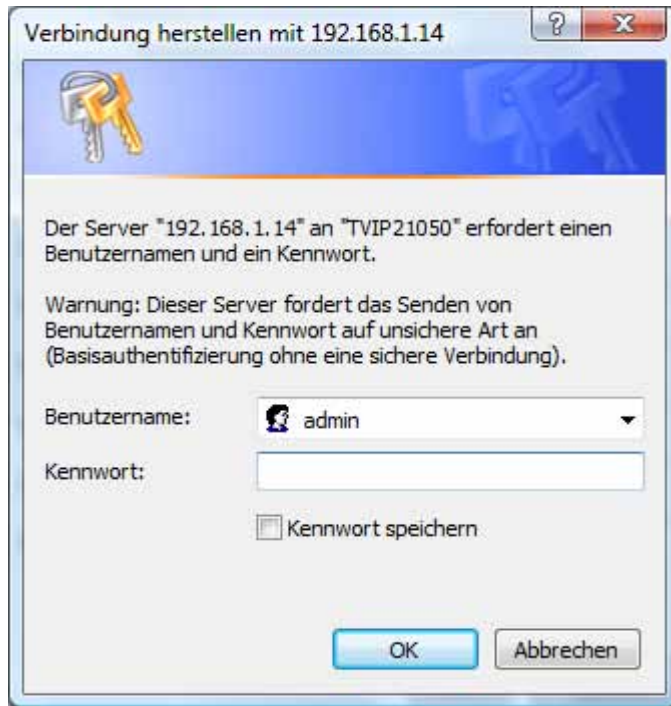 Verbindung herstellen mit 192.168.1.14
Der Server "192.168.1.14" an "TVIP21050" erfordert einen
Benutzernamen und ein Kennwort.
Warnung: Dieser Server fordert das Senden von
Benutzernamen und Kennwort auf unsichere Art an
(Basisauthentifizierung ohne eine sichere Verbindung).
Benutzername:
admin
Kennwort:
Kennwort speichern
OK
Abbrechen